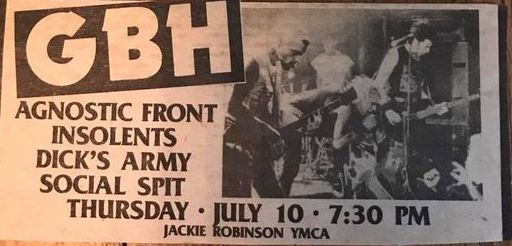 GBH
AGNOSTIC FRONT
INSOLENTS
DICK'S ARMY
SOCIAL SPIT
THURSDAY · JULY 10 · 7:30 PM
JACKIE ROBINSON YMCA